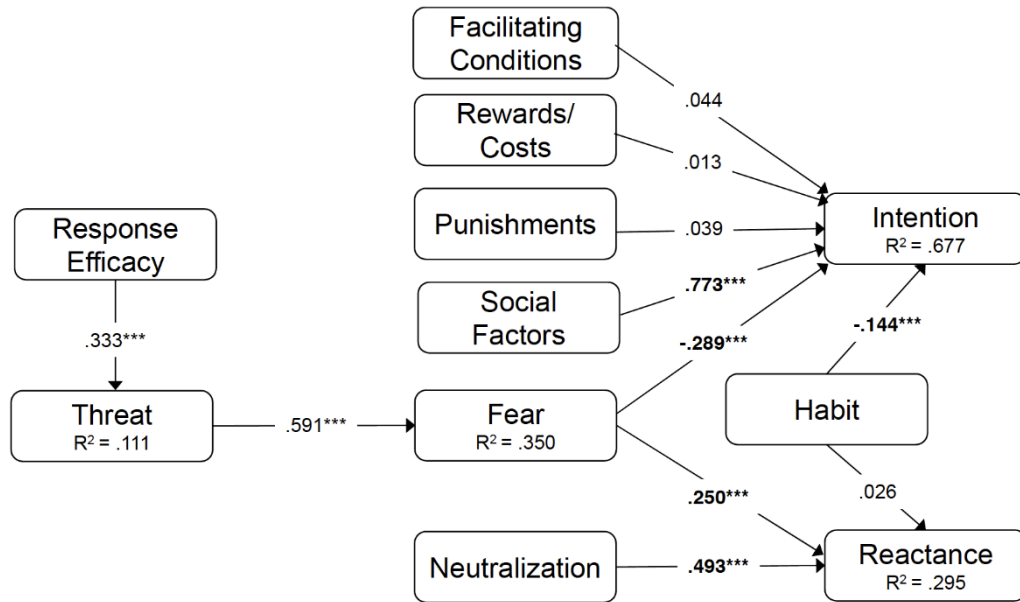 Facilitating
Conditions
.044
Rewards/
Costs
.013
Punishments
.039
Intention
R² = .677
Response
Efficacy
Social
Factors
.773***
-.289***
-.144***
.333***
Threat
R² = .111
.591***
Fear
R² = .350
Habit
.250***
.026
Neutralization
.493***
Reactance
R² = .295